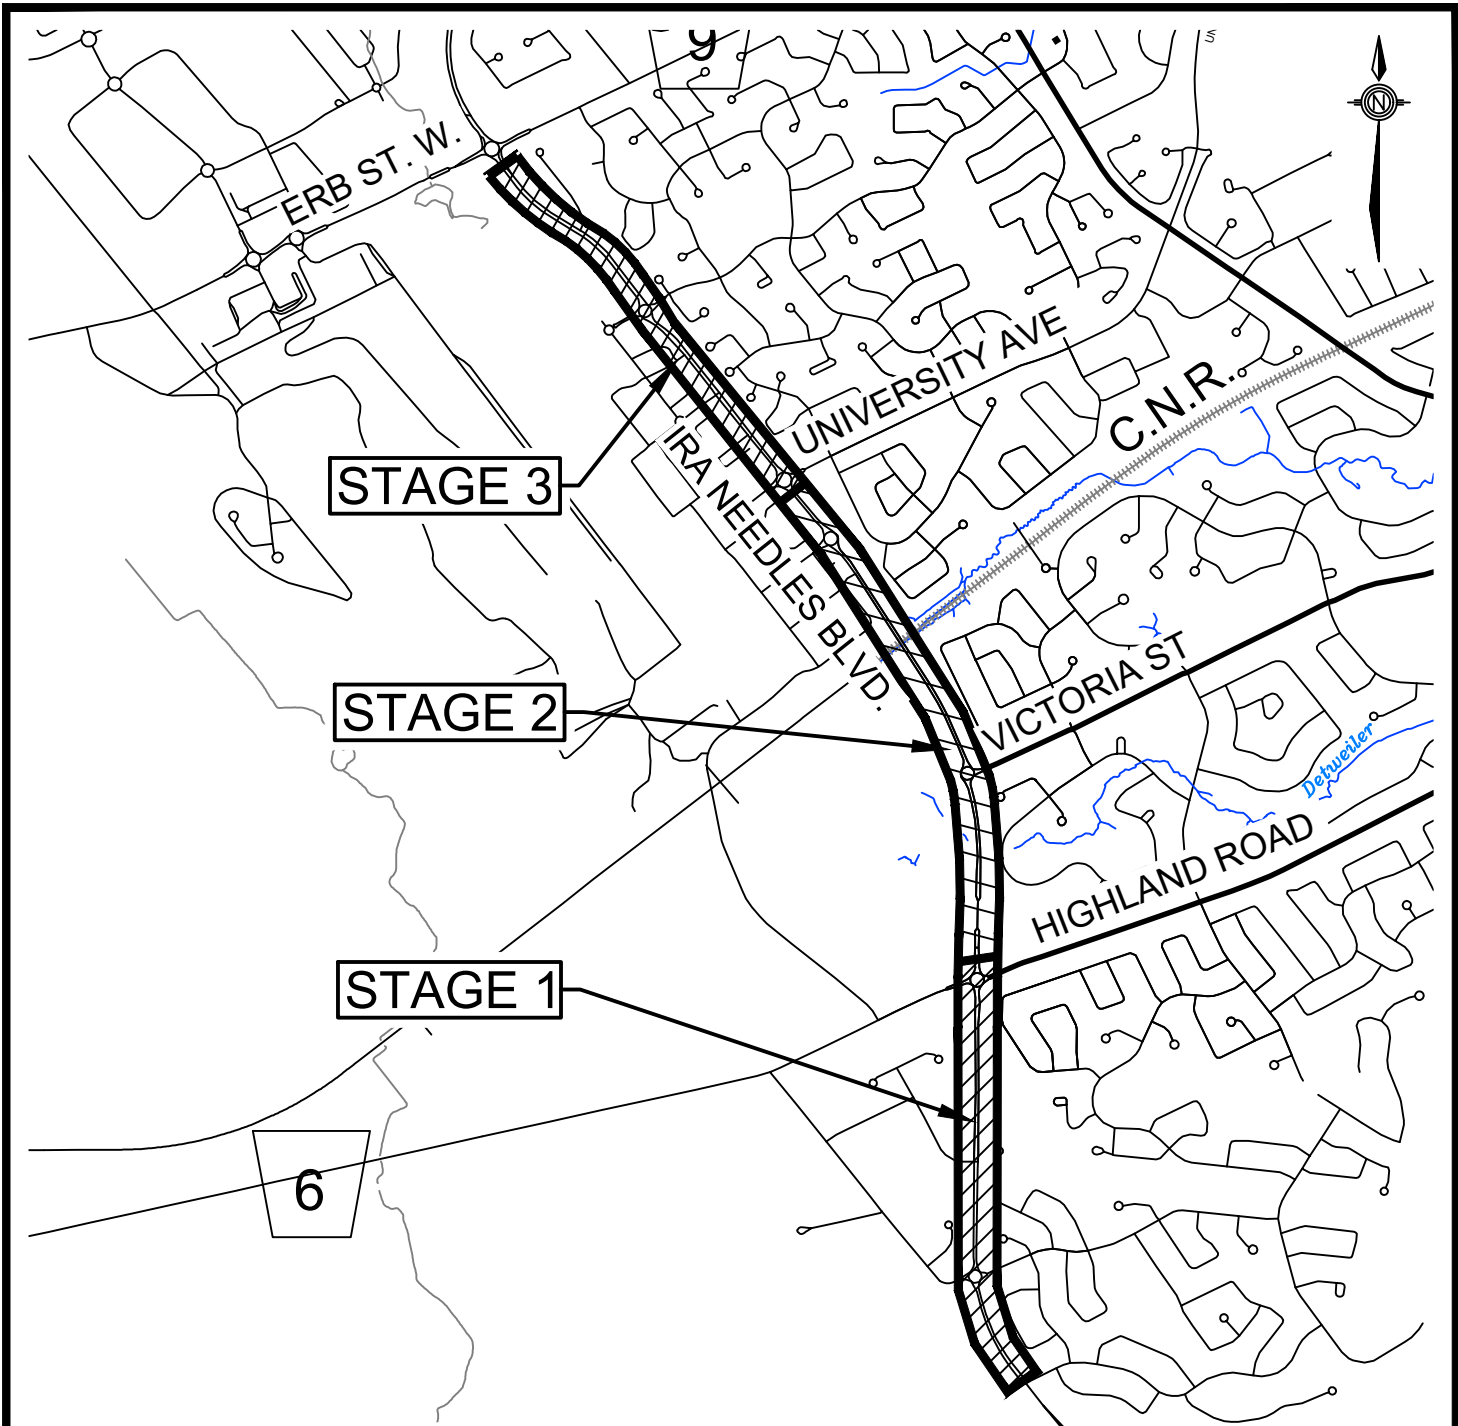 9
N
ERB ST. W.
UNIVERSITY AVE
C.N.R.
STAGE 3
IRA NEEDLES BLVD.
STAGE 2
VICTORIA ST
Detweiler
HIGHLAND ROAD
STAGE 1
6